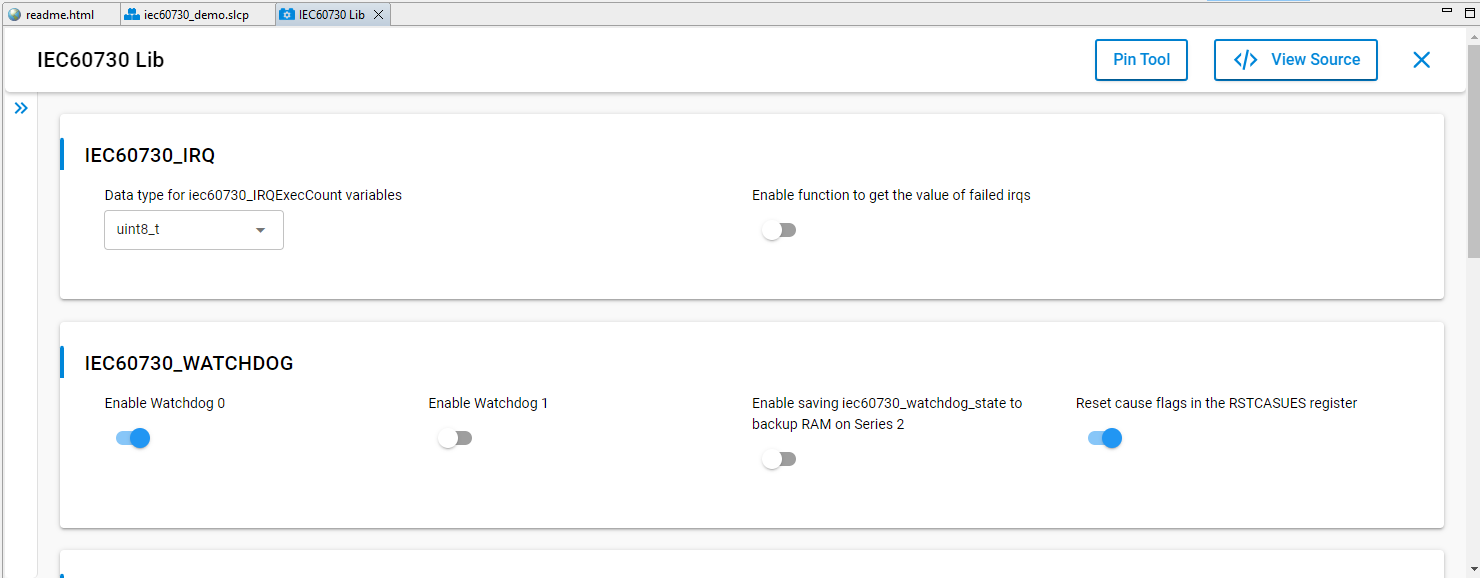 readme.html
iec60730_demo.slcp
IEC60730 Lib
IEC60730 Lib
Pin Tool
</> View Source
IEC60730_IRQ
Data type for iec60730_IRQExecCount variables
uint8_t
Enable function to get the value of failed irqs
IEC60730_WATCHDOG
Enable Watchdog 0
Enable Watchdog 1
Enable saving iec60730_watchdog_state to
backup RAM on Series 2
Reset cause flags in the RSTCASUES register